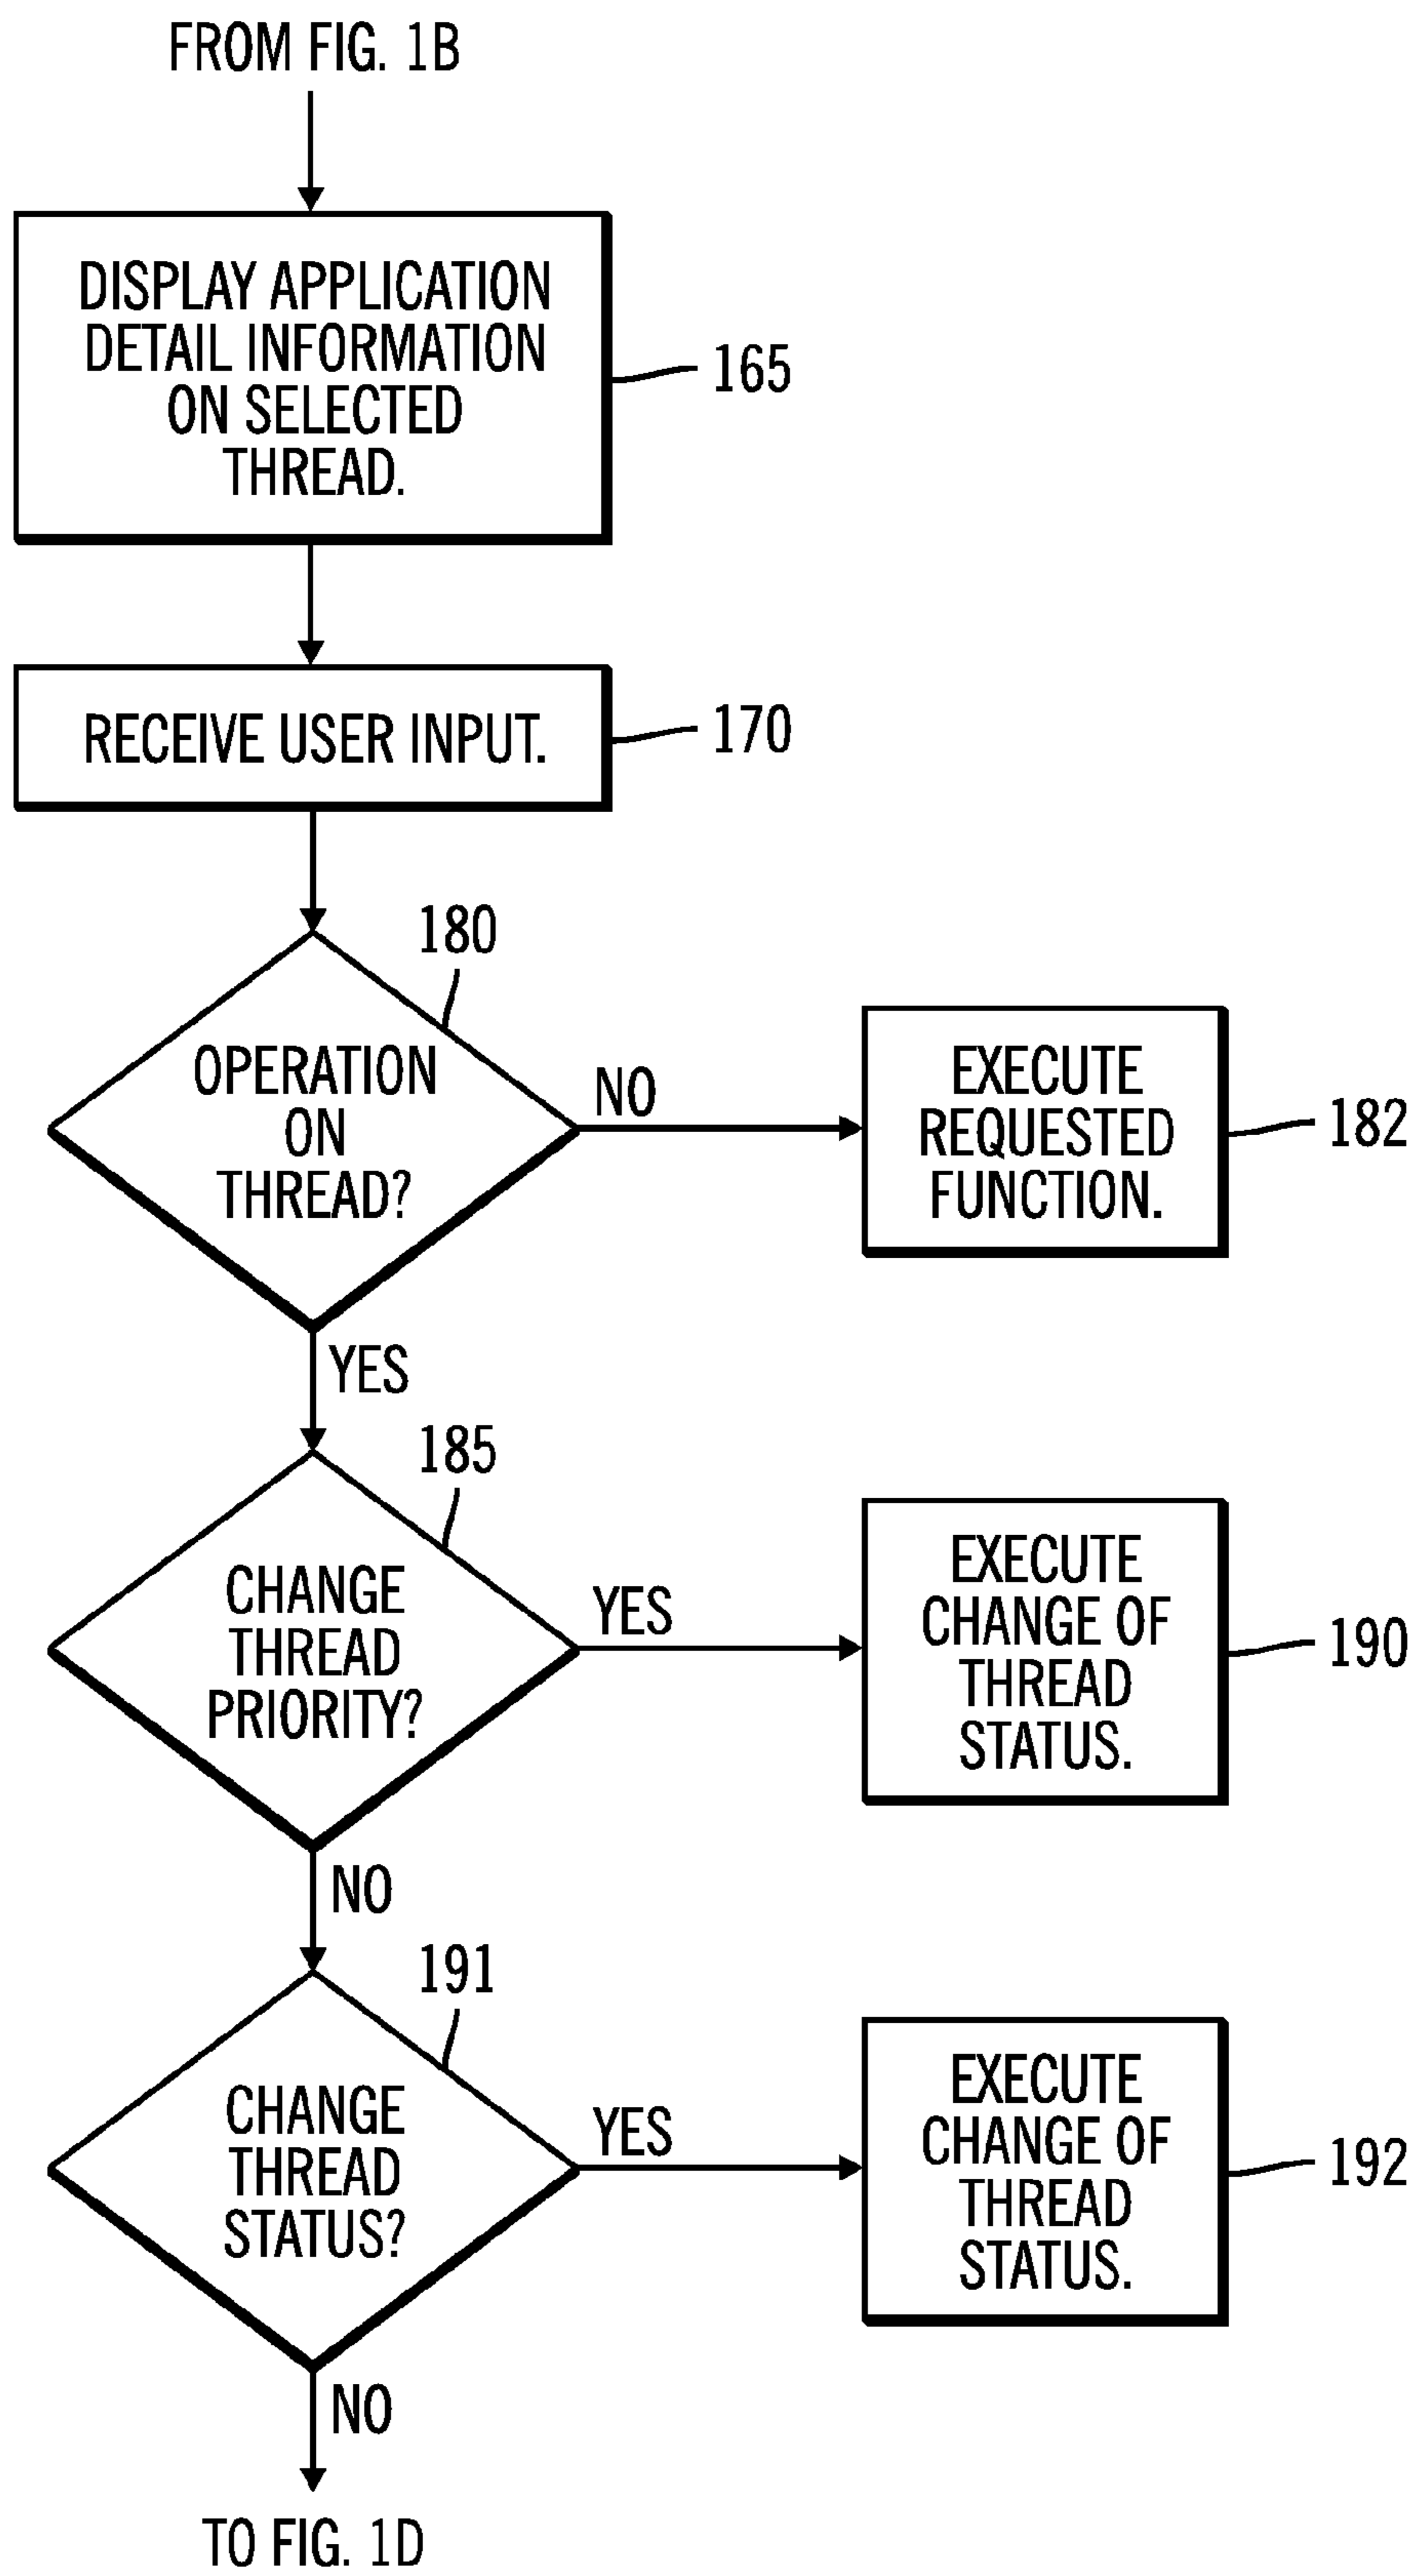 FROM FIG. 1B
DISPLAY APPLICATION
DETAIL INFORMATION
ON SELECTED
THREAD.
165
RECEIVE USER INPUT.
170
180
OPERATION
ON
THREAD?
NO
EXECUTE
REQUESTED
FUNCTION.
182
YES
185
CHANGE
THREAD
PRIORITY?
YES
EXECUTE
CHANGE OF
THREAD
STATUS.
190
NO
191
CHANGE
THREAD
STATUS?
YES
EXECUTE
CHANGE OF
THREAD
STATUS.
192
NO
TO FIG. 1D